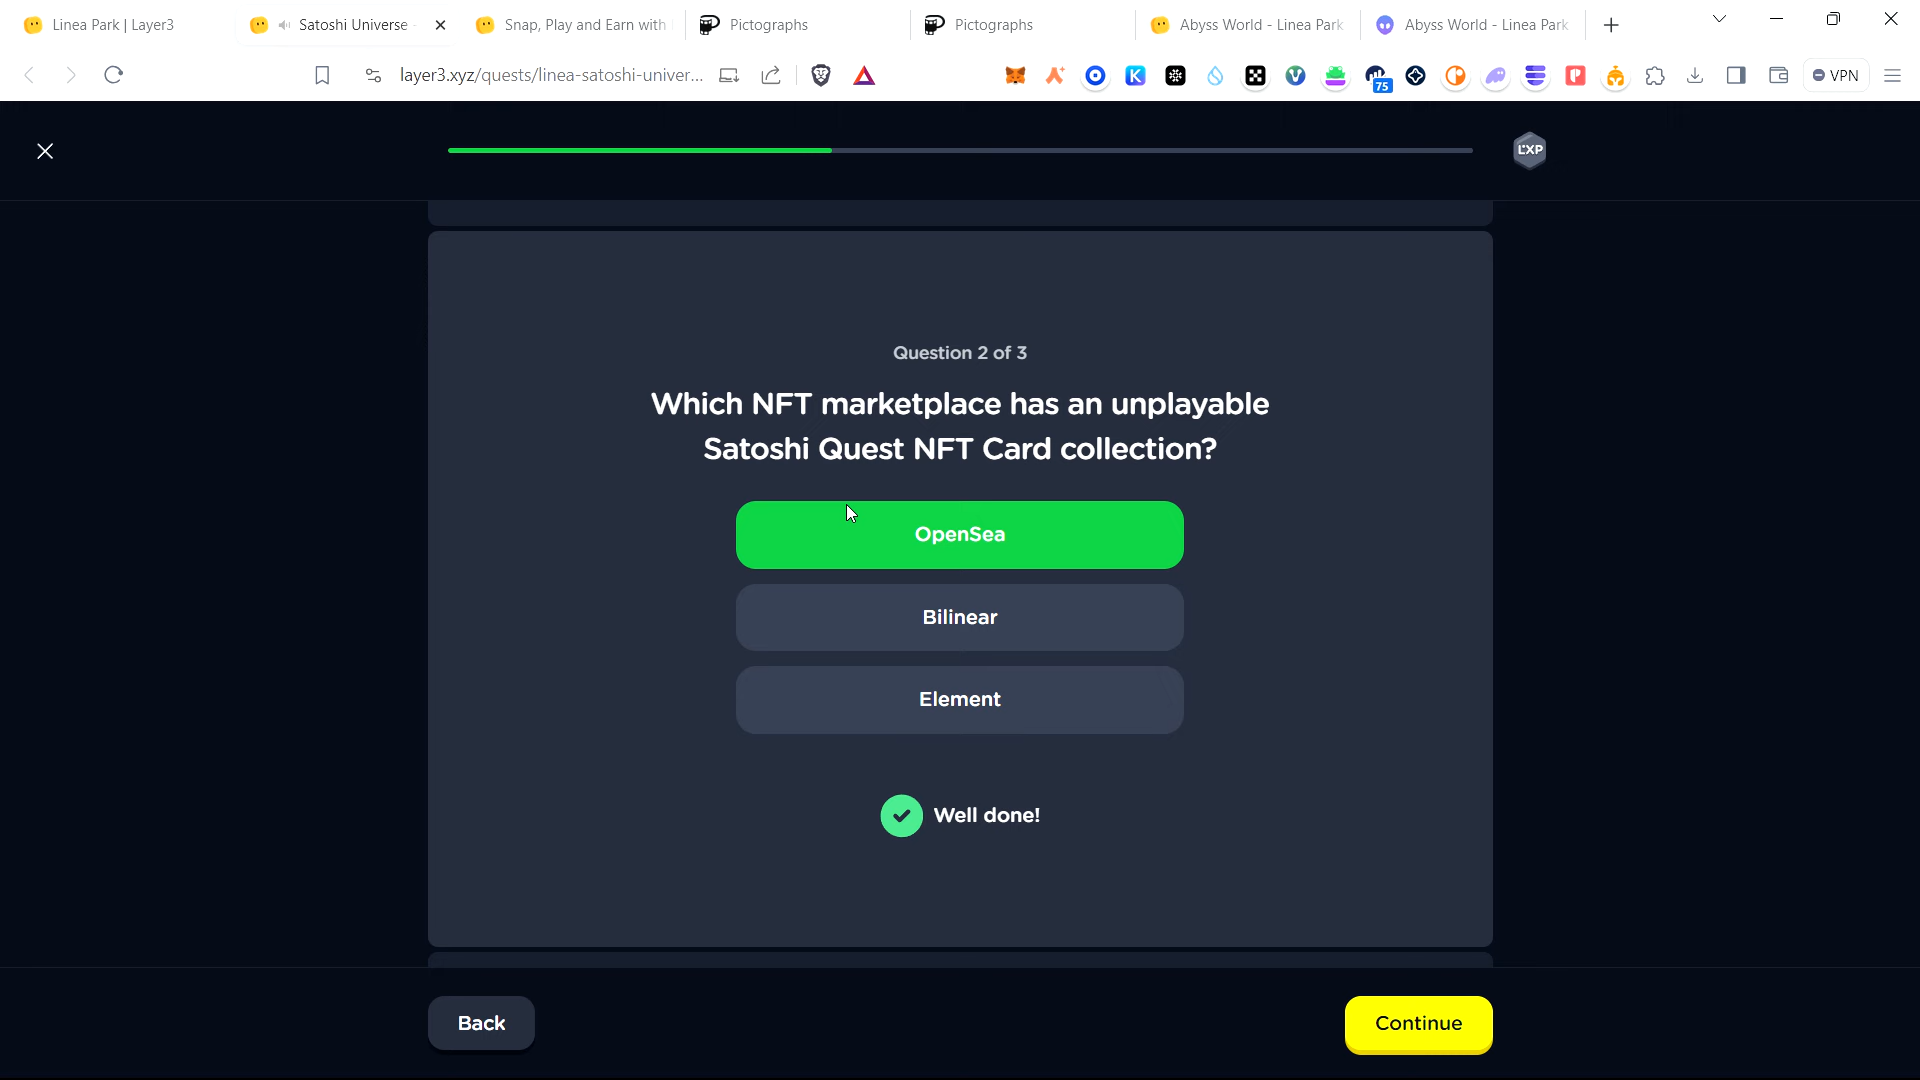 Linea Park | Layer3
Satoshi Universe
Snap, Play and Earn with
Pictographs
Pictographs
Abyss World - Linea Park
Abyss World - Linea Park
layer3.xyz/quests/linea-satoshi-univer...
75
VPN
LXP
Question 2 of 3
Which NFT marketplace has an unplayable
Satoshi Quest NFT Card collection?
OpenSea
Bilinear
Element
Well done!
Back
Continue